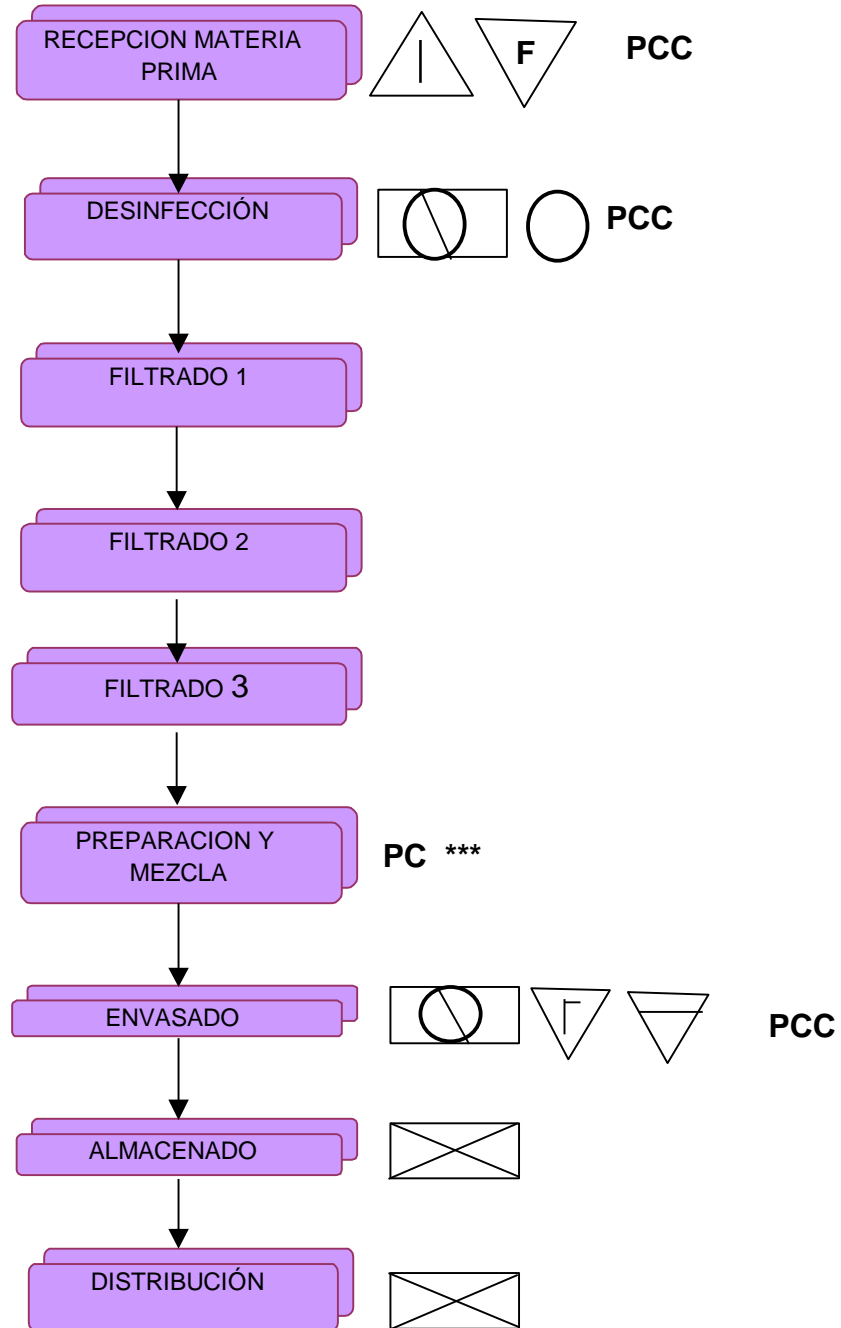 RECEPCION MATERIA
PRIMA
F
PCC
DESINFECCIÓN
PCC
FILTRADO 1
FILTRADO 2
FILTRADO 3
PREPARACION Y
MEZCLA
PC ***
ENVASADO
PCC
ALMACENADO
DISTRIBUCIÓN